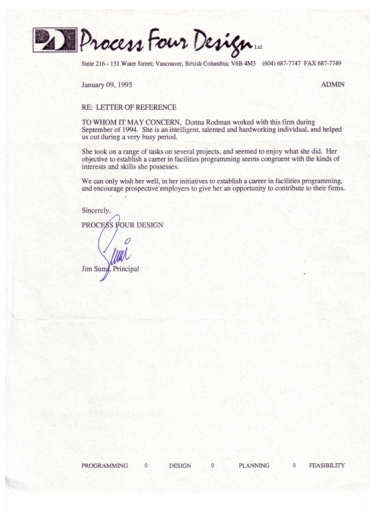 Process Four Design Ltd
Suite 216 - 131 Water Street; Vancouver, British Columbia; V6B 4M3 (604) 687-7747 FAX 687-7749
January 09, 1995 ADMIN
RE: LETTER OF REFERENCE
TO WHOM IT MAY CONCERN, Donna Rodman worked with this firm during
September of 1994. She is an intelligent, talented and hardworking individual, and helped
us out during a very busy period.
She took on a range of tasks on several projects, and seemed to enjoy what she did. Her
objective to establish a career in facilities programming seems congruent with the kinds of
interests and skills she possesses.
We can only wish her well, in her initiatives to establish a career in facilities programming,
and encourage prospective employers to give her an opportunity to contribute to their firms.
Sincerely,
PROCESS FOUR DESIGN
Jim Sumi, Principal
PROGRAMMING ◊ DESIGN ◊ PLANNING ◊ FEASIBILITY